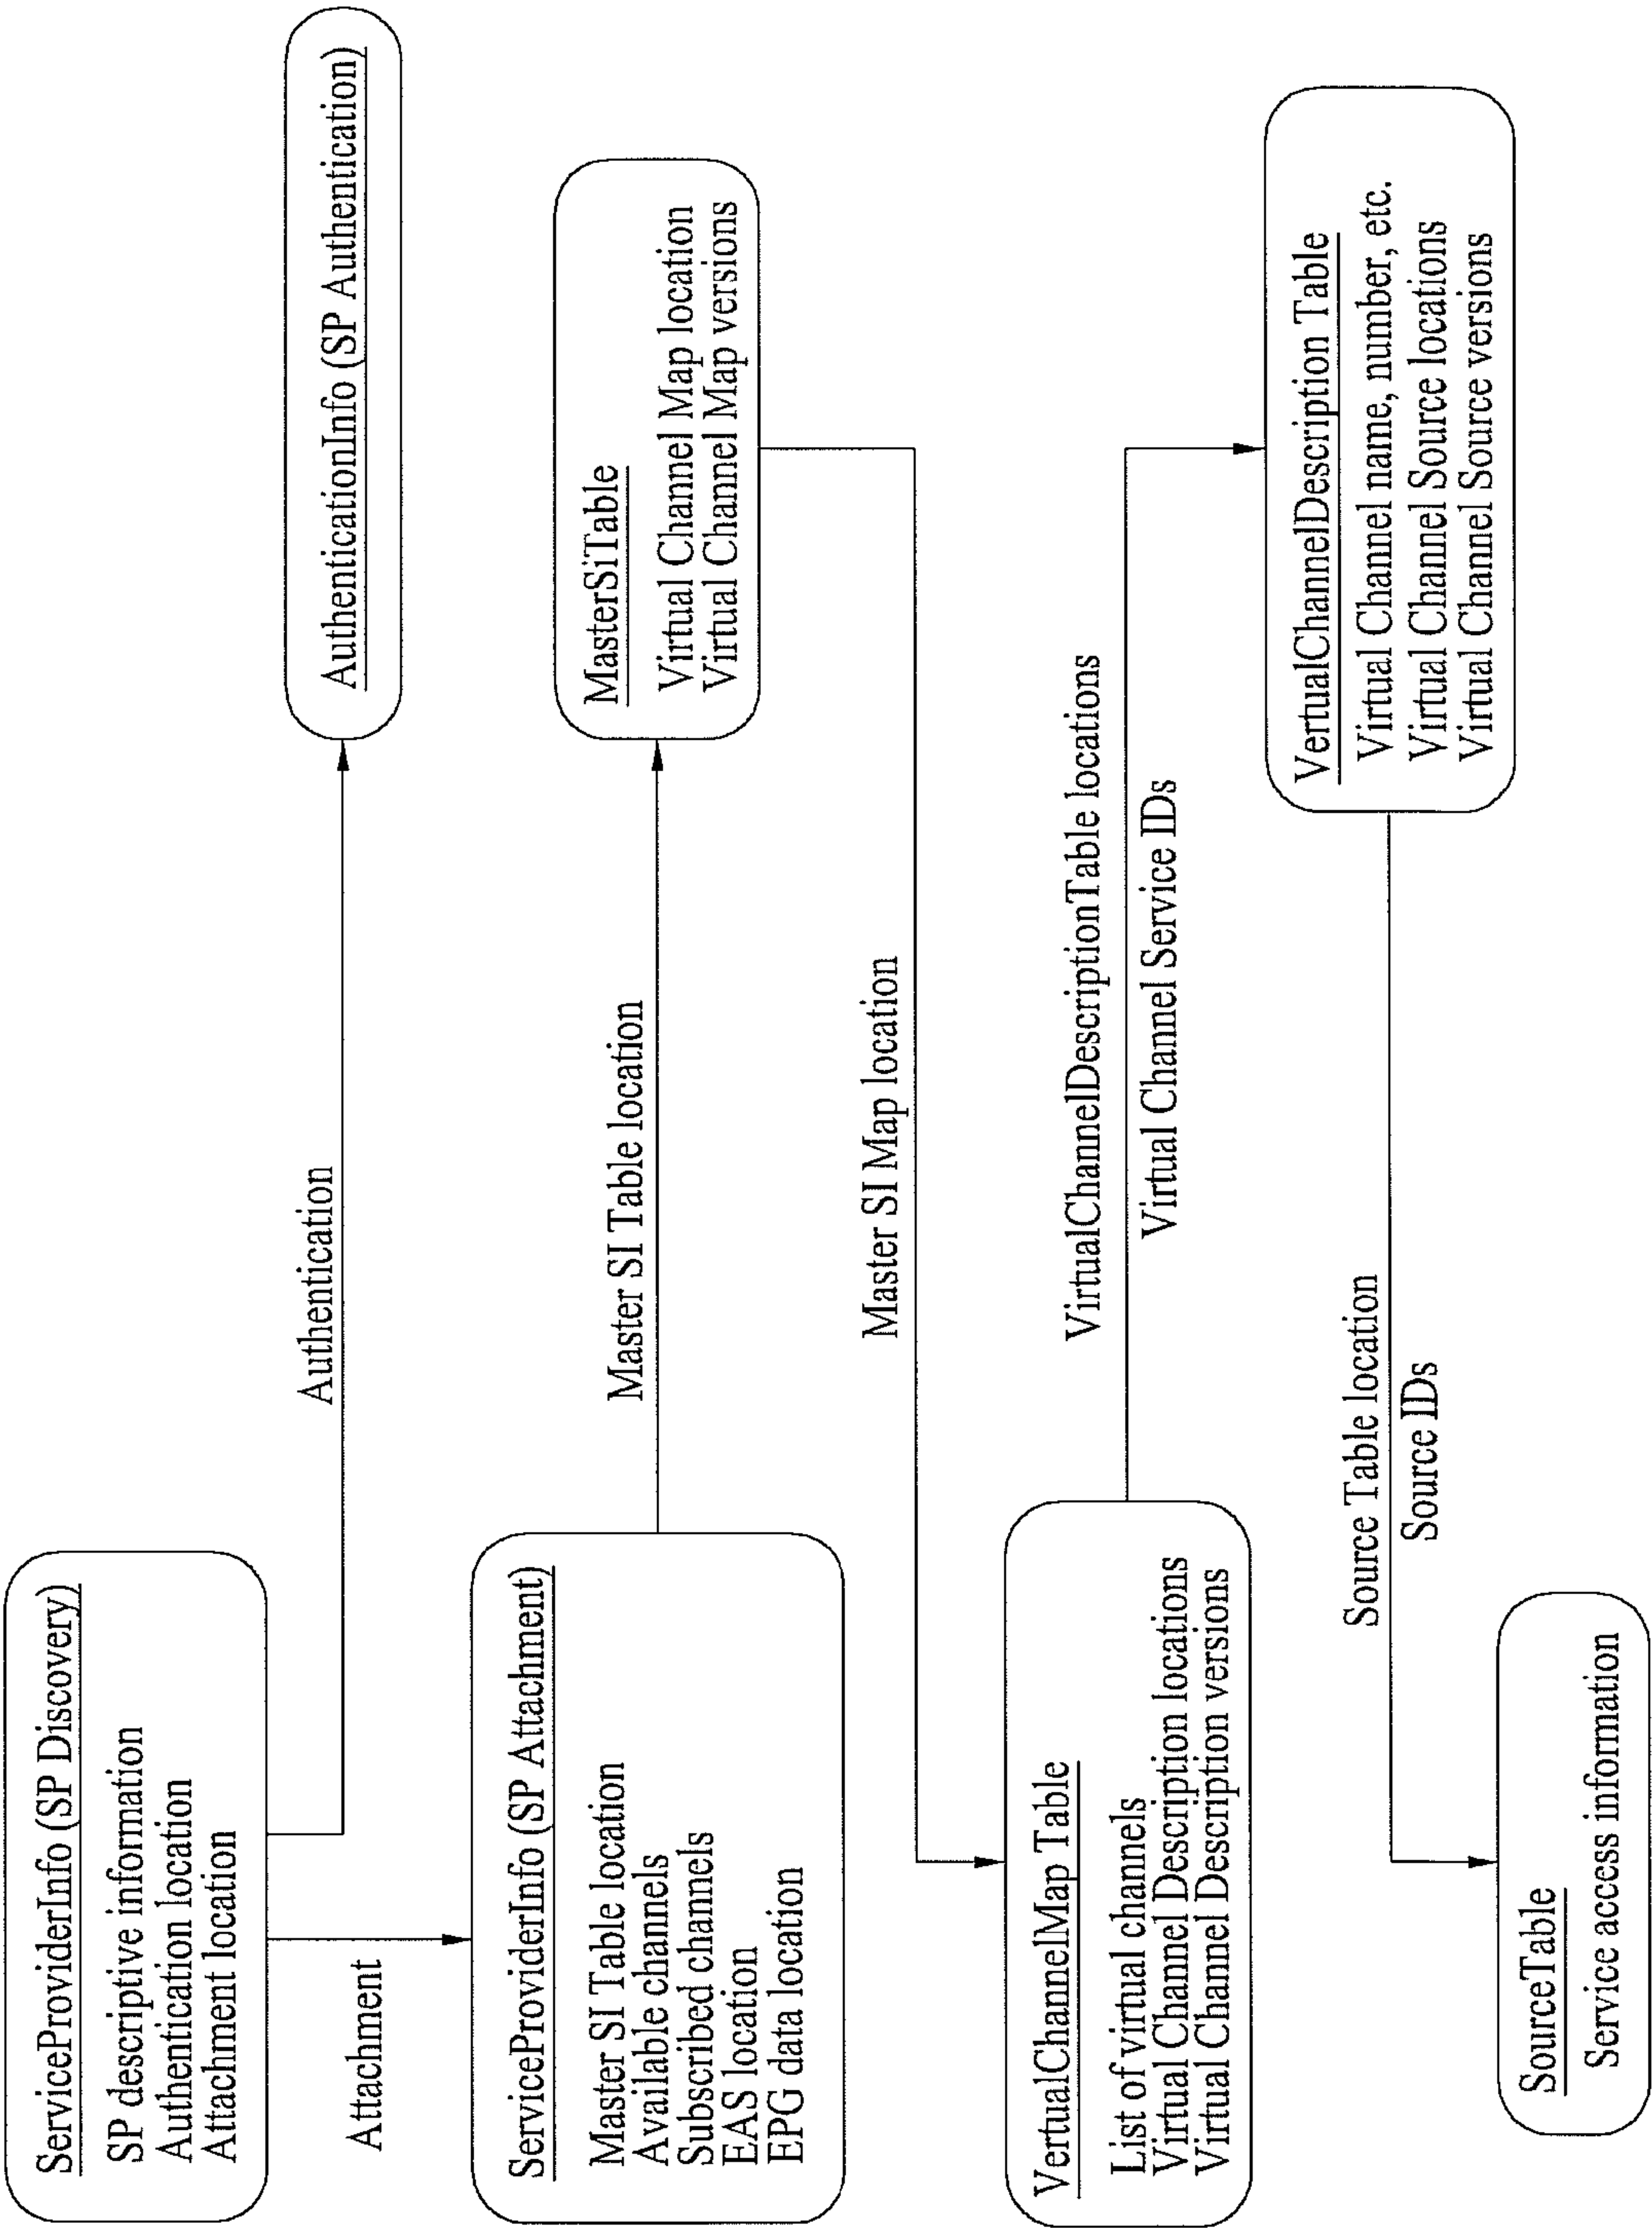 ServiceProviderInfo (SP Discovery)
SP descriptive information
Authentication location
Attachment location
Authentication
AuthenticationInfo (SP Authentication)
Attachment
ServiceProviderInfo (SP Attachment)
Master SI Table location
Available channels
Subscribed channels
EAS location
EPG data location
Master SI Table location
MasterSiTable
Virtual Channel Map location
Virtual Channel Map versions
Master SI Map location
VertualChannelMap Table
List of virtual channels
Virtual Channel Description locations
Virtual Channel Description versions
VirtualChannelDescriptionTable locations
Virtual Channel Service IDs
VertualChannelDescription Table
Virtual Channel name, number, etc.
Virtual Channel Source locations
Virtual Channel Source versions
Source Table location
Source IDs
SourceTable
Service access information